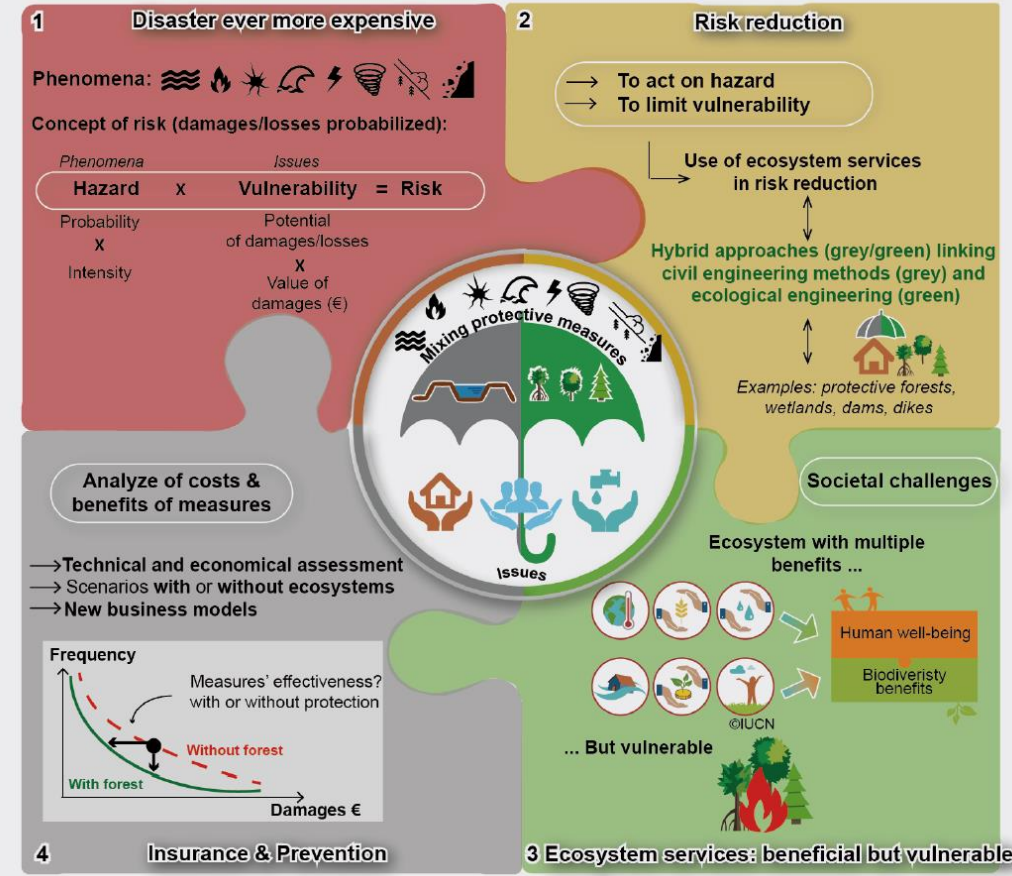 1
Disaster ever more expensive
Phenomena:
Concept of risk (damages/losses probabilized):
Phenomena
Issues
Hazard x Vulnerability = Risk
Probability
x
Intensity
Potential
of damages/losses
x
Value of
damages (€)
2
Risk reduction
→ To act on hazard
→ To limit vulnerability
Use of ecosystem services
in risk reduction
Hybrid approaches (grey/green) linking
civil engineering methods (grey) and
ecological engineering (green)
Examples: protective forests,
wetlands, dams, dikes
Mixing protective measures
Issues
Analyze of costs &
benefits of measures
→Technical and economical assessment
→Scenarios with or without ecosystems
→New business models
Frequency
Measures' effectiveness?
with or without protection
Without forest
With forest
Damages €
4
Insurance & Prevention
Societal challenges
Ecosystem with multiple
benefits ...
Human well-being
Biodiveristy
benefits
©IUCN
... But vulnerable
3 Ecosystem services: beneficial but vulnerable